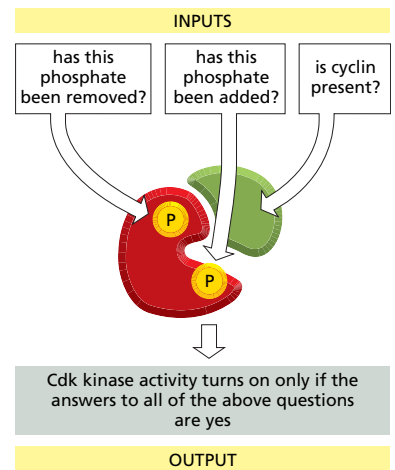 INPUTS
has this
phosphate
been removed?
has this
phosphate
been added?
is cyclin
present?
P
P
Cdk kinase activity turns on only if the
answers to all of the above questions
are yes
OUTPUT